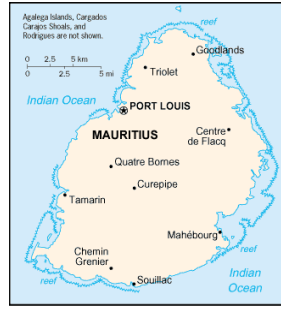 Agalega Islands, Cargados
Carajos Shoals, and
Rodrigues are not shown.
reef
Goodlands
0 2.5 5 km
0 2.5 5 mi
Triolet
Indian Ocean
PORT LOUIS
MAURITIUS
Centre
de Flacq
Quatre Bornes
Curepipe
Tamarin
Mahébourg
reef
Chemin
Grenier
Indian
Ocean
reef
Souillac